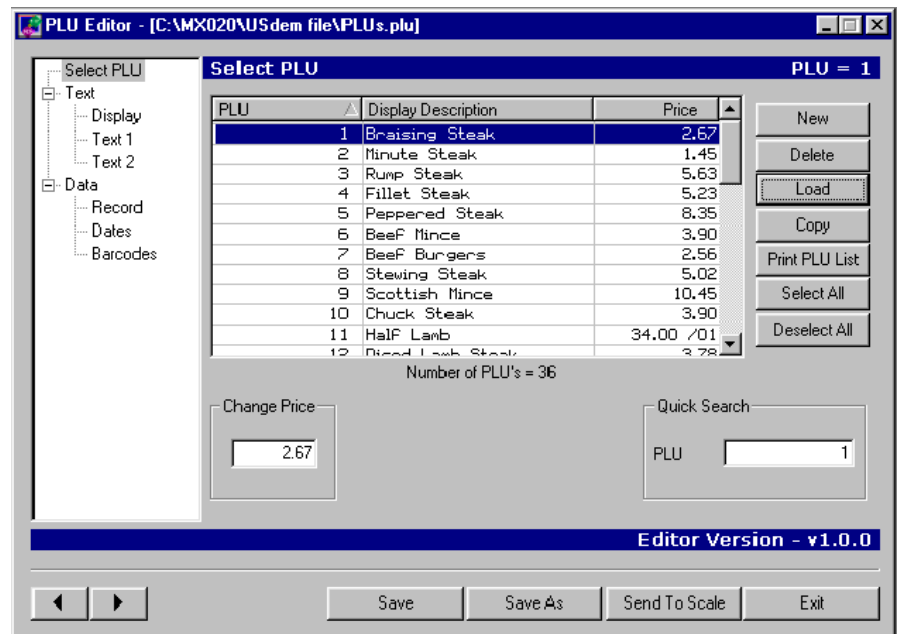 PLU Editor - [C:\MX020\USdem file\PLUs.plu]
Select PLU
Text
Display
Text 1
Text 2
Data
Record
Dates
Barcodes
Select PLU PLU = 1
PLU Display Description Price
1 Braising Steak 2.67
2 Minute Steak 1.45
3 Rump Steak 5.63
4 Fillet Steak 5.23
5 Peppered Steak 8.35
6 Beef Mince 3.90
7 Beef Burgers 2.56
8 Stewing Steak 5.02
9 Scottish Mince 10.45
10 Chuck Steak 3.90
11 Half Lamb 34.00 /01
12 Diced Lamb Steak 3.78
Number of PLU's = 36
New
Delete
Load
Copy
Print PLU List
Select All
Deselect All
Change Price
2.67
Quick Search
PLU 1
Editor Version - v1.0.0
Save Save As Send To Scale Exit